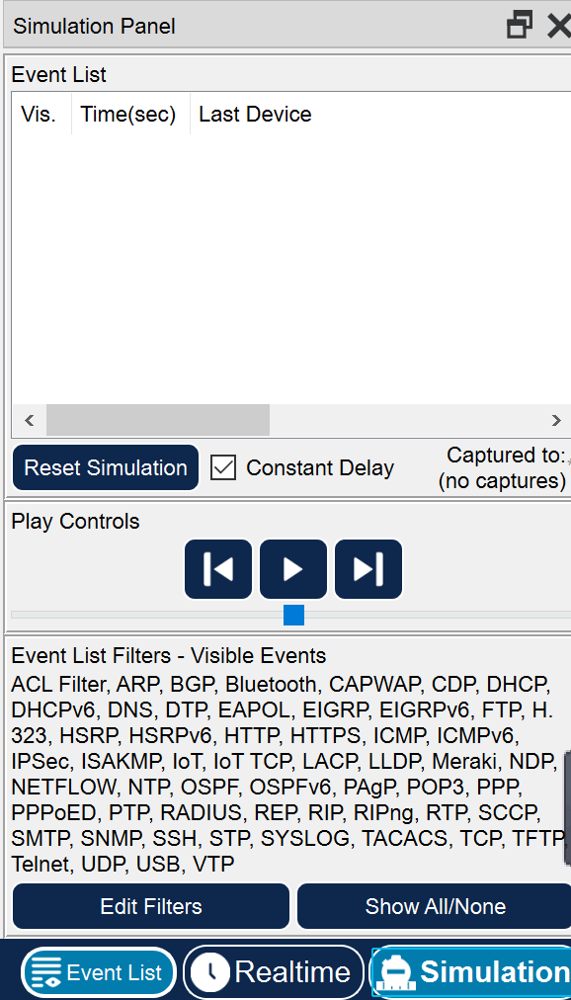 Simulation Panel
Event List
Vis. Time(sec) Last Device
Reset Simulation Constant Delay Captured to:
(no captures)
Play Controls
Event List Filters - Visible Events
ACL Filter, ARP, BGP, Bluetooth, CAPWAP, CDP, DHCP,
DHCPv6, DNS, DTP, EAPOL, EIGRP, EIGRPv6, FTP, H.
323, HSRP, HSRPv6, HTTP, HTTPS, ICMP, ICMPv6,
IPSec, ISAKMP, IoT, IoT TCP, LACP, LLDP, Meraki, NDP,
NETFLOW, NTP, OSPF, OSPFv6, PAgP, POP3, PPP,
PPPoED, PTP, RADIUS, REP, RIP, RIPng, RTP, SCCP,
SMTP, SNMP, SSH, STP, SYSLOG, TACACS, TCP, TFTP,
Telnet, UDP, USB, VTP
Edit Filters Show All/None
Event List Realtime Simulation